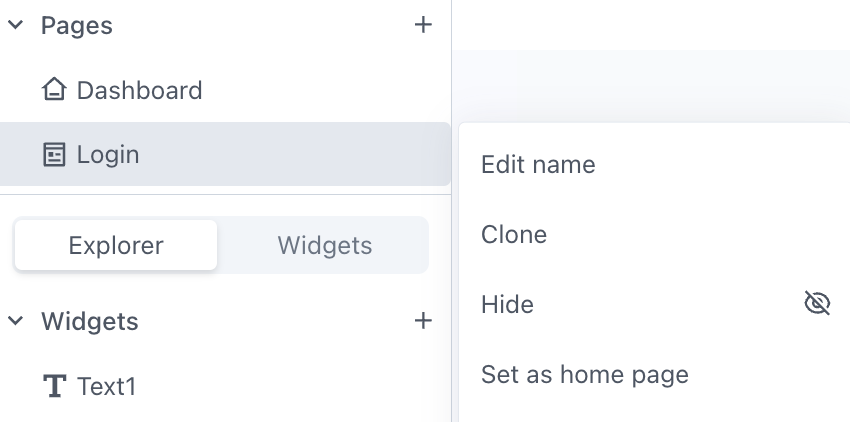 Pages
Dashboard
Login
Explorer
Widgets
Widgets
Text1
Edit name
Clone
Hide
Set as home page